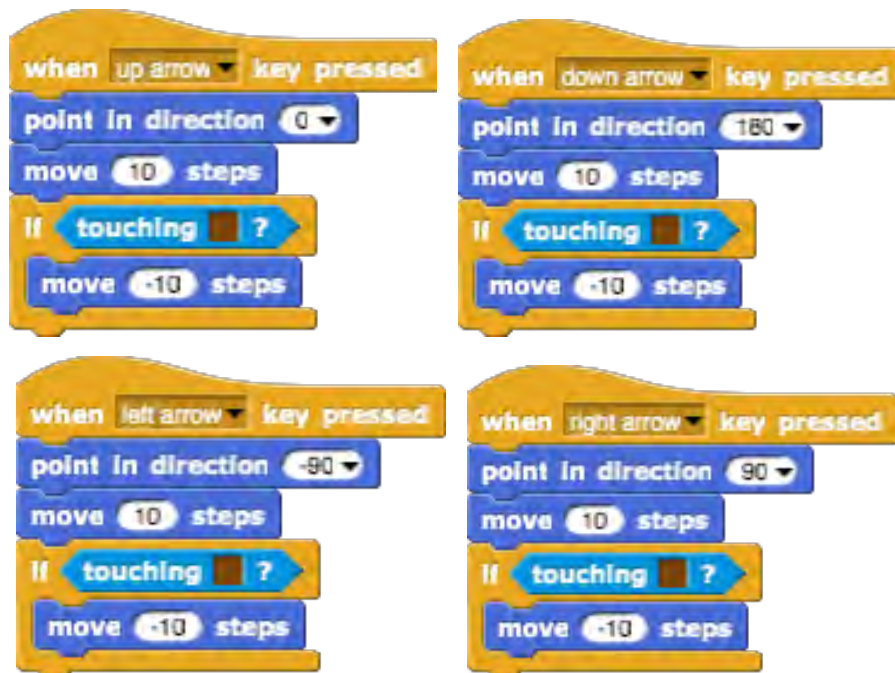 when up arrow key pressed
point in direction 0
move 10 steps
if touching ?
move -10 steps
when down arrow key pressed
point in direction 180
move 10 steps
if touching ?
move -10 steps
when left arrow key pressed
point in direction -90
move 10 steps
if touching ?
move -10 steps
when right arrow key pressed
point in direction 90
move 10 steps
if touching ?
move -10 steps